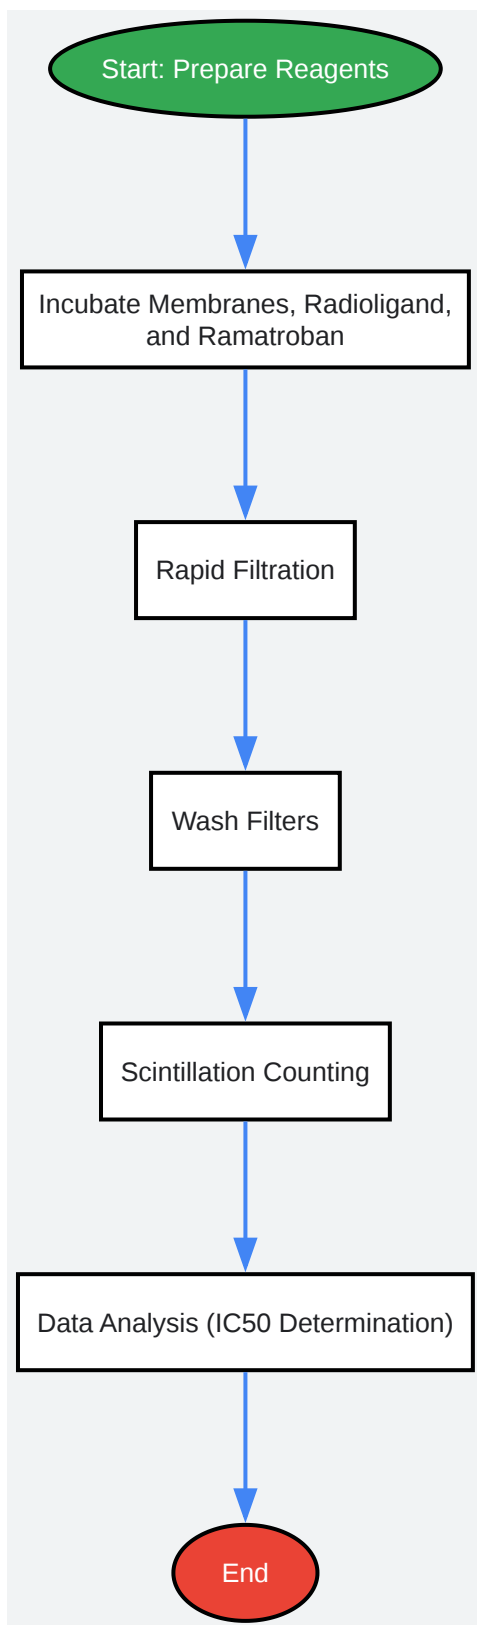 Start: Prepare Reagents
Incubate Membranes, Radioligand,
and Ramatroban
Rapid Filtration
Wash Filters
Scintillation Counting
Data Analysis (IC50 Determination)
End